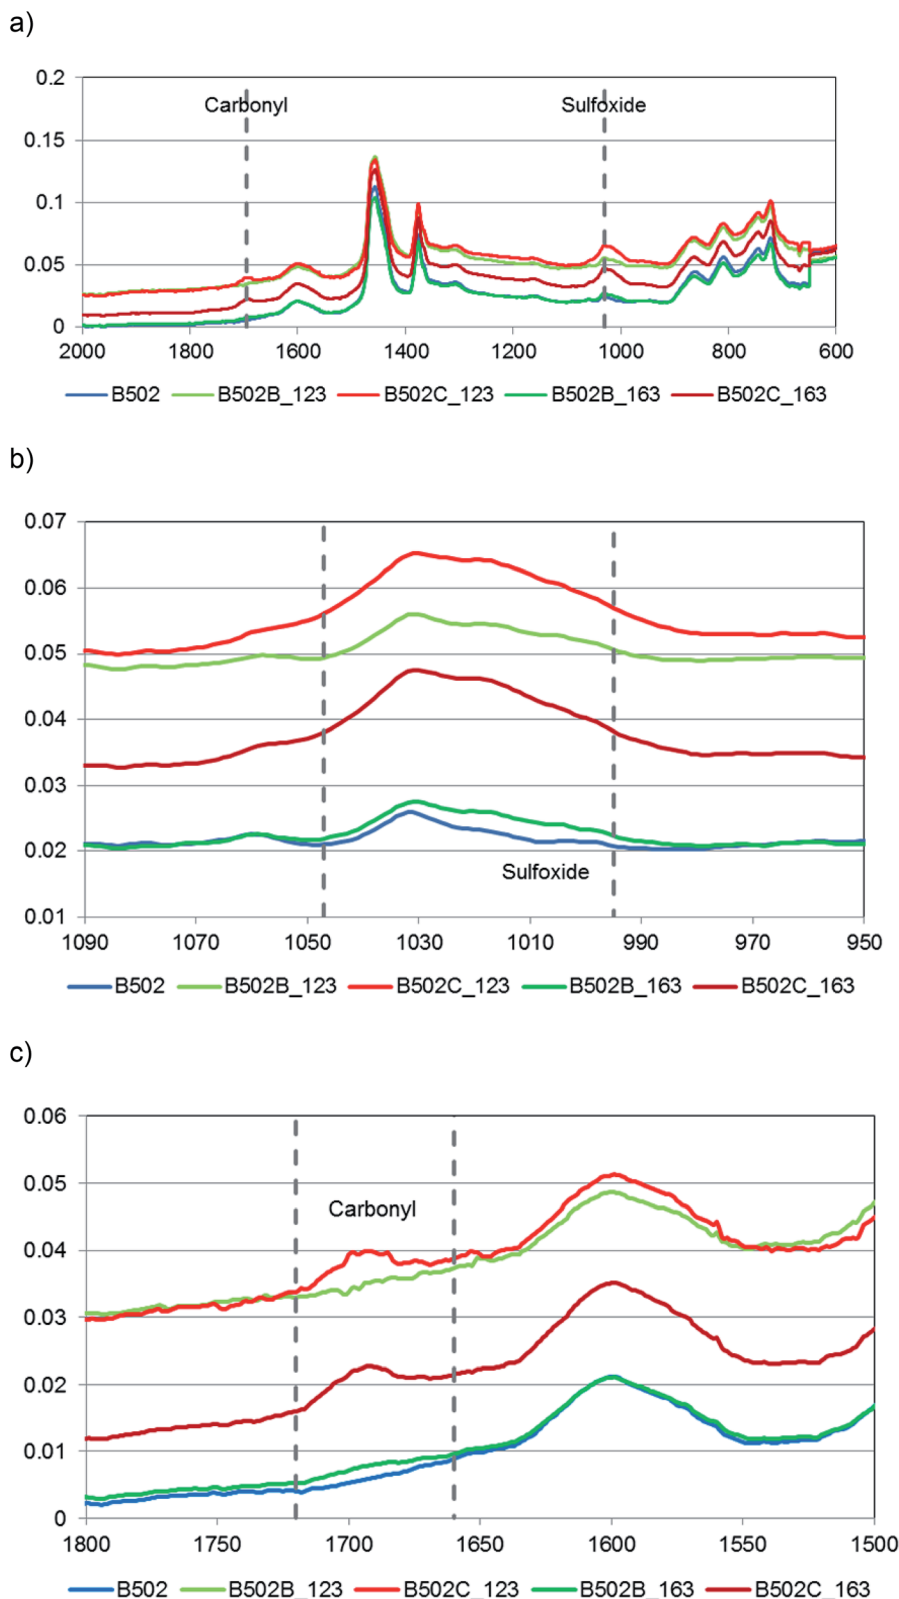 a)
0.2
Carbonyl Sulfoxide
0.15
0.1
0.05
0
2000 1800 1600 1400 1200 1000 800 600
B502 B502B_123 B502C_123 B502B_163 B502C_163
b)
0.07
0.06
0.05
0.04
0.03
0.02
Sulfoxide
0.01
1090 1070 1050 1030 1010 990 970 950
B502 B502B_123 B502C_123 B502B_163 B502C_163
c)
0.06
0.05
Carbonyl
0.04
0.03
0.02
0.01
0
1800 1750 1700 1650 1600 1550 1500
B502 B502B_123 B502C_123 B502B_163 B502C_163